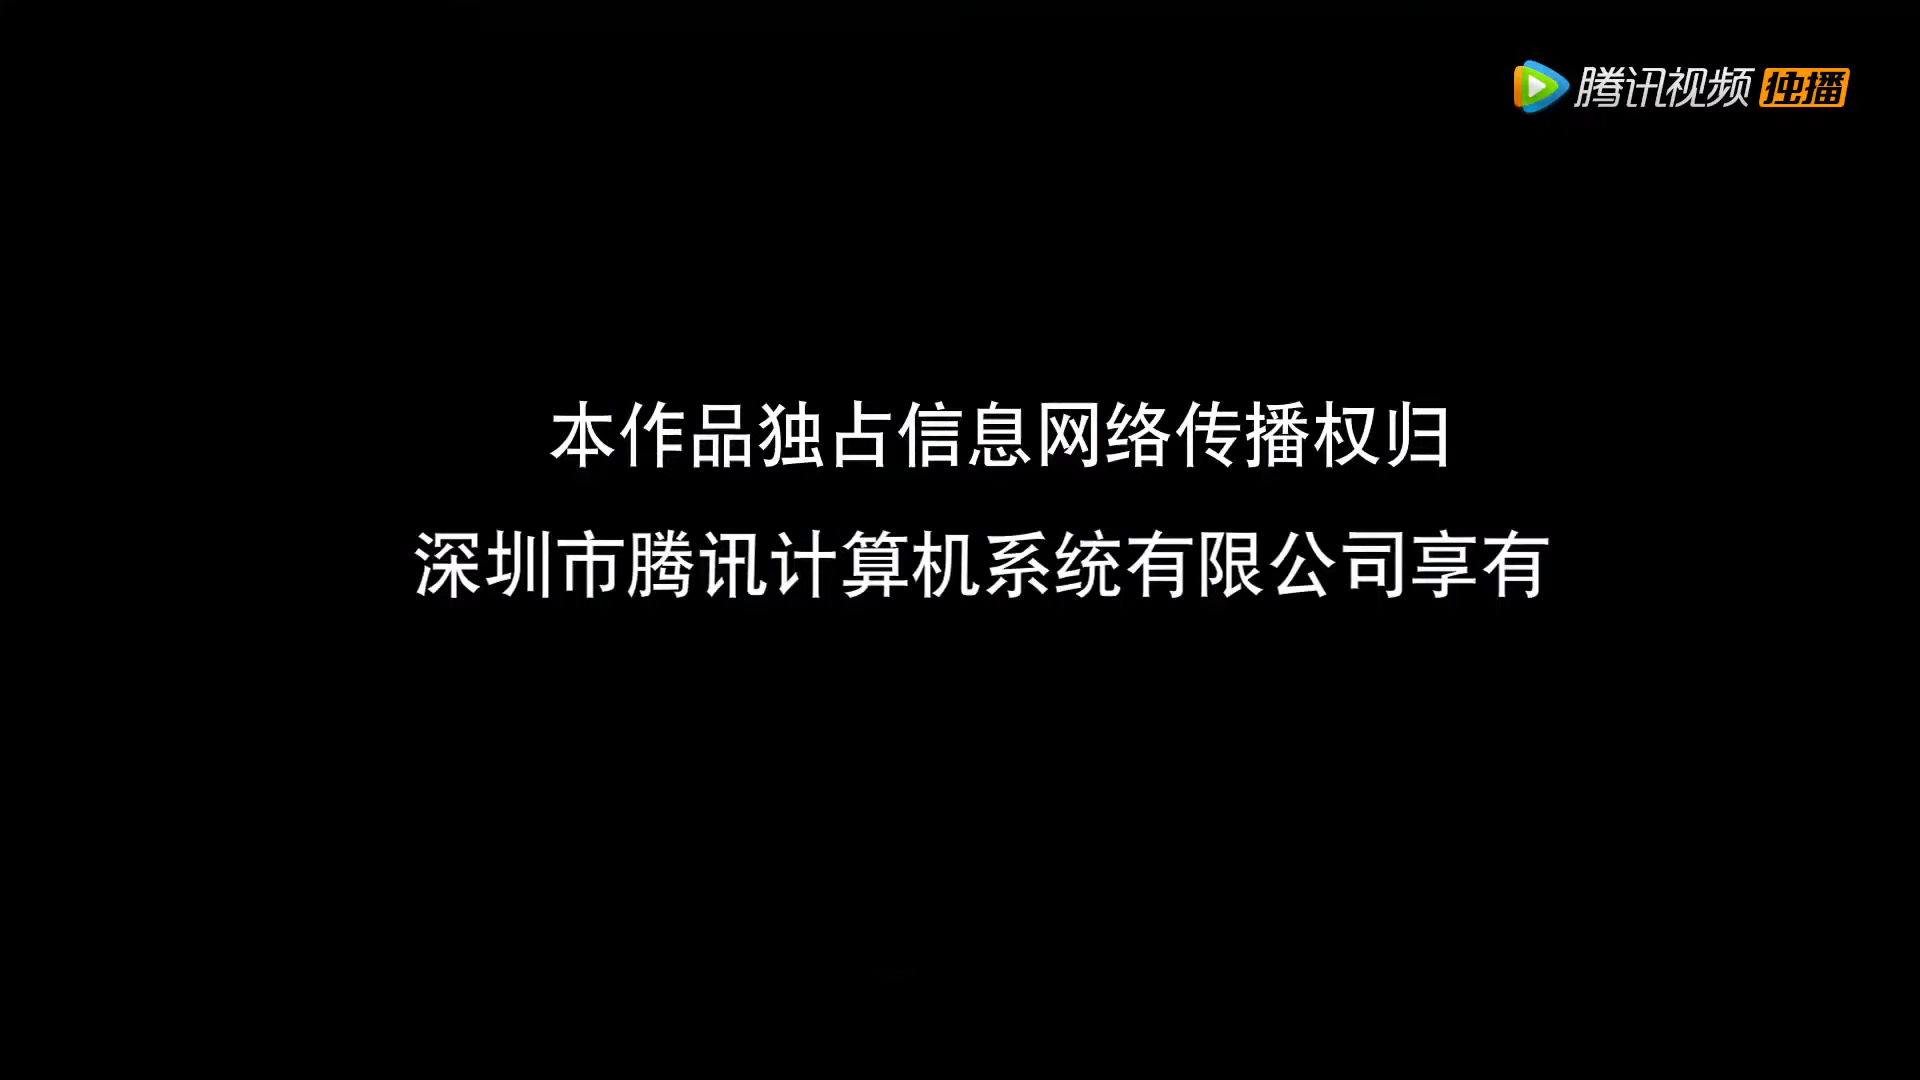 腾讯视频 独播
本作品独占信息网络传播权归
深圳市腾讯计算机系统有限公司享有